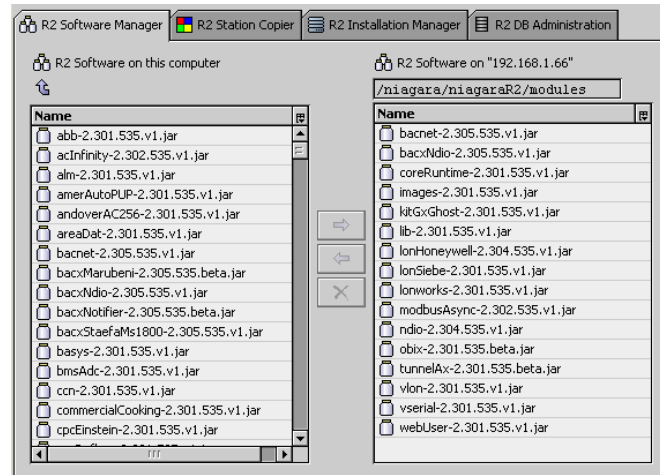 R2 Software Manager
R2 Station Copier
R2 Installation Manager
R2 DB Administration
R2 Software on this computer
Name
abb-2.301.535.v1.jar
acInfinity-2.302.535.v1.jar
alm-2.301.535.v1.jar
amerAutoPUP-2.301.535.v1.jar
andoverAC256-2.301.535.v1.jar
areaDat-2.301.535.v1.jar
bacnet-2.305.535.v1.jar
bacxMarubeni-2.305.535.beta.jar
bacxNdio-2.305.535.v1.jar
bacxNotifier-2.305.535.beta.jar
bacxStaefaMs1800-2.305.535.v1.jar
basys-2.301.535.v1.jar
bmsAdc-2.301.535.v1.jar
ccn-2.301.535.v1.jar
commercialCooking-2.301.535.v1.jar
cpcEinstein-2.301.535.v1.jar
R2 Software on "192.168.1.66"
/niagara/niagaraR2/modules
Name
bacnet-2.305.535.v1.jar
bacxNdio-2.305.535.v1.jar
coreRuntime-2.301.535.v1.jar
images-2.301.535.v1.jar
kitGxGhost-2.301.535.v1.jar
lib-2.301.535.v1.jar
lonHoneywell-2.304.535.v1.jar
lonSiebe-2.301.535.v1.jar
lonworks-2.301.535.v1.jar
modbusAsync-2.302.535.v1.jar
ndio-2.304.535.v1.jar
obix-2.301.535.beta.jar
tunnelAx-2.301.535.beta.jar
vlon-2.301.535.v1.jar
vserial-2.301.535.v1.jar
webUser-2.301.535.v1.jar